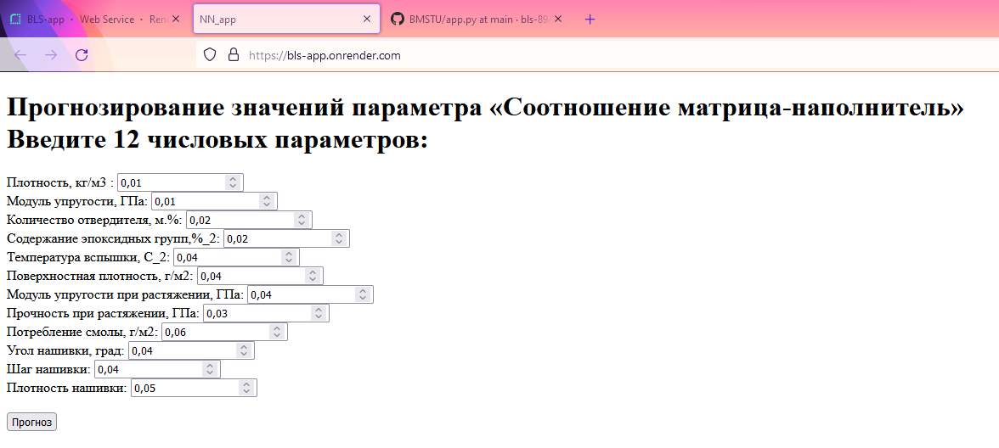 BLS-app · Web Service · Ren
NN_app
BMSTU/app.py at main · bls-89/
https://bls-app.onrender.com
Прогнозирование значений параметра «Соотношение матрица-наполнитель»
Введите 12 числовых параметров:
Плотность, кг/м3 : 0,01
Модуль упругости, ГПа: 0,01
Количество отвердителя, м.%: 0,02
Содержание эпоксидных групп,%_2: 0,02
Температура вспышки, С_2: 0,04
Поверхностная плотность, г/м2: 0,04
Модуль упругости при растяжении, ГПа: 0,04
Прочность при растяжении, ГПа: 0,03
Потребление смолы, г/м2: 0,06
Угол нашивки, град: 0,04
Шаг нашивки: 0,04
Плотность нашивки: 0,05
Прогноз